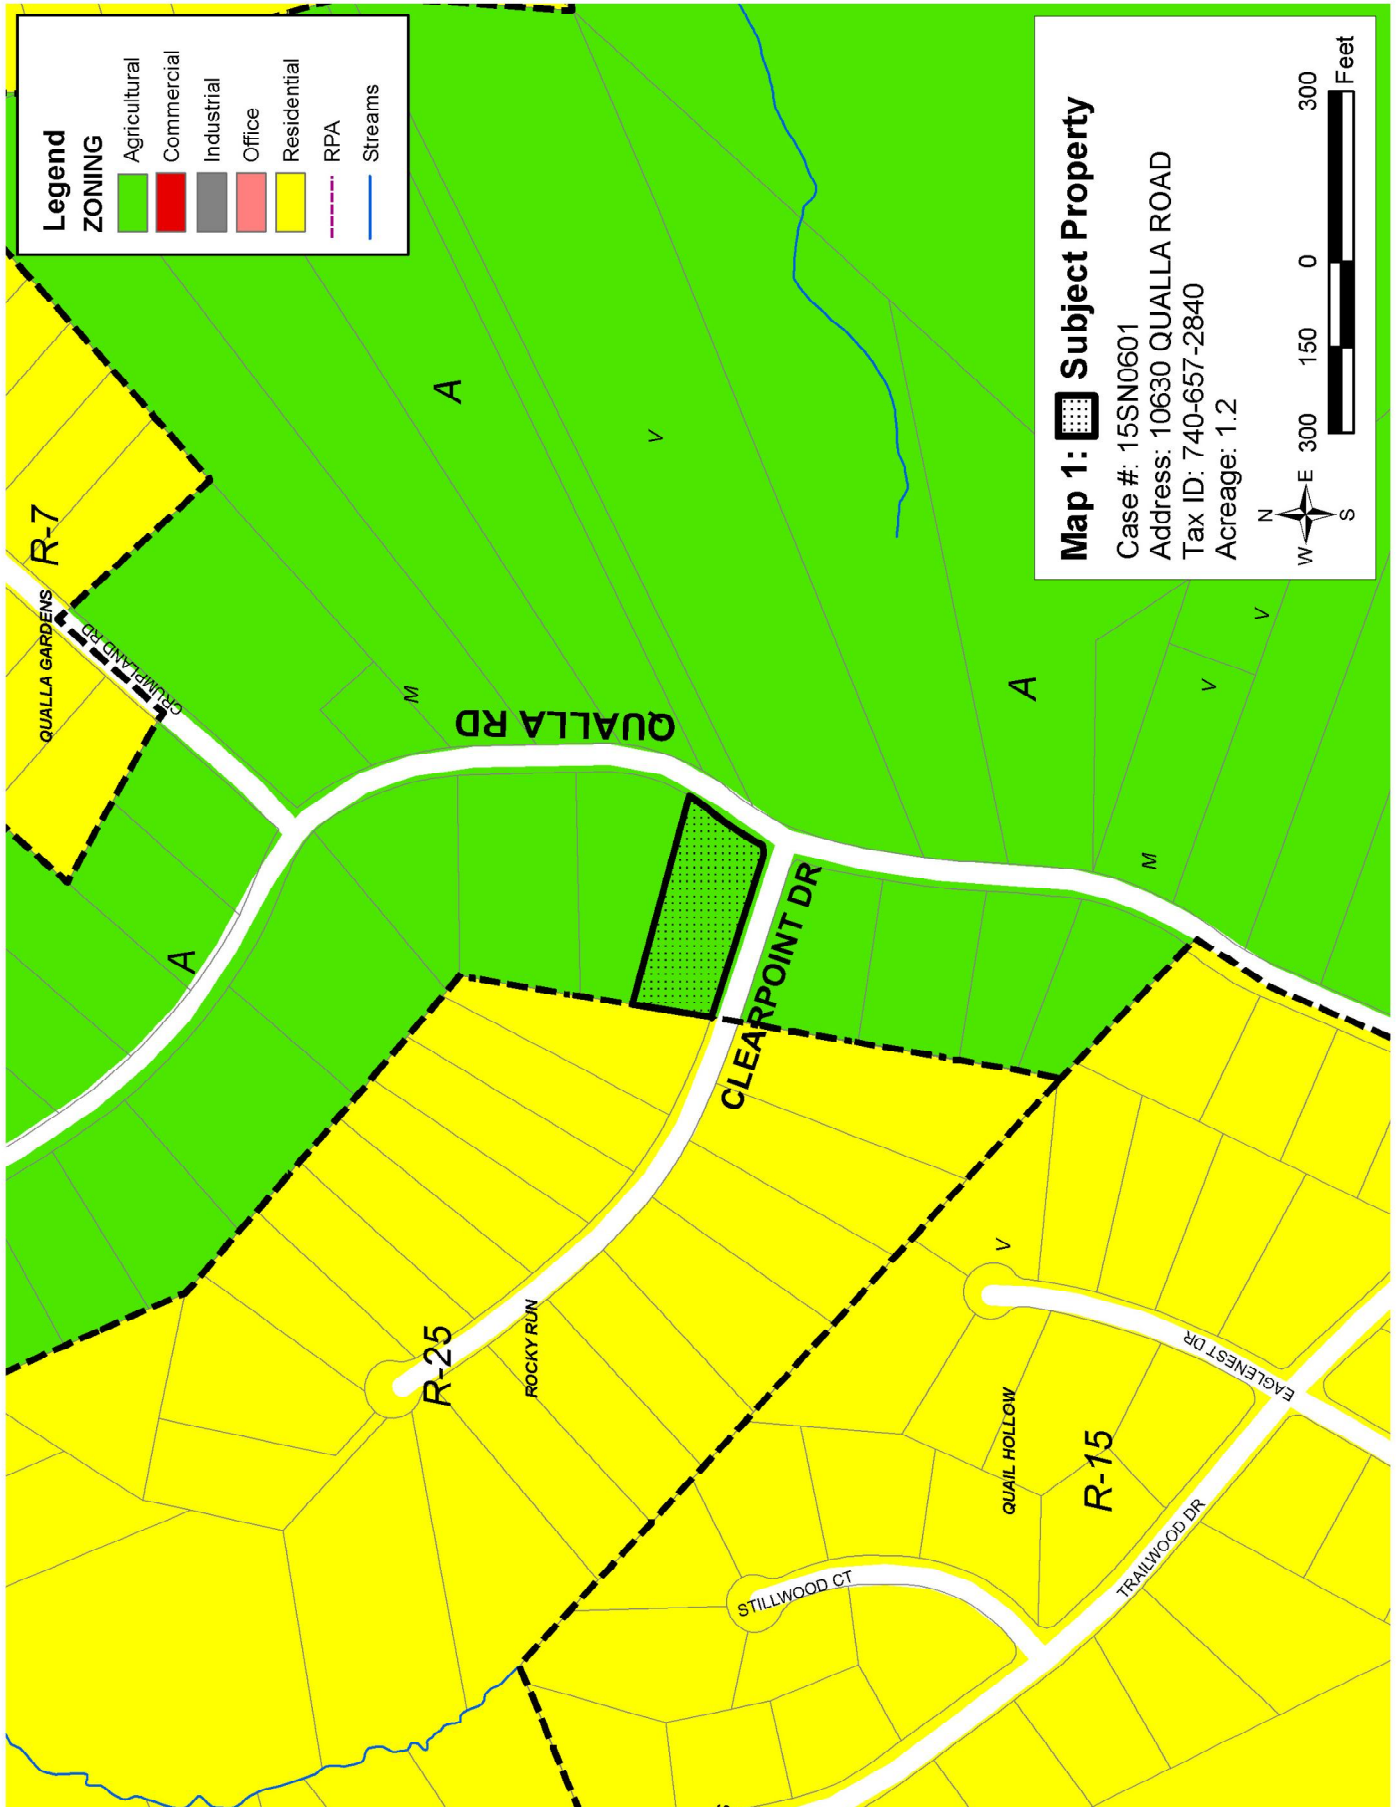 Legend
ZONING
Agricultural
Commercial
Industrial
Office
Residential
RPA
Streams
R-7
QUALLA GARDENS
CRUMPLAND RD
A
V
M
QUALLA RD
A
CLEARPOINT DR
A
M
V
V
R-25
ROCKY RUN
V
EAGLENEST DR
QUAIL HOLLOW
R-15
STILLWOOD CT
TRAILWOOD DR
Map 1: Subject Property
Case #: 15SN0601
Address: 10630 QUALLA ROAD
Tax ID: 740-657-2840
Acreage: 1.2
N
W E
S
300 150 0 300
Feet